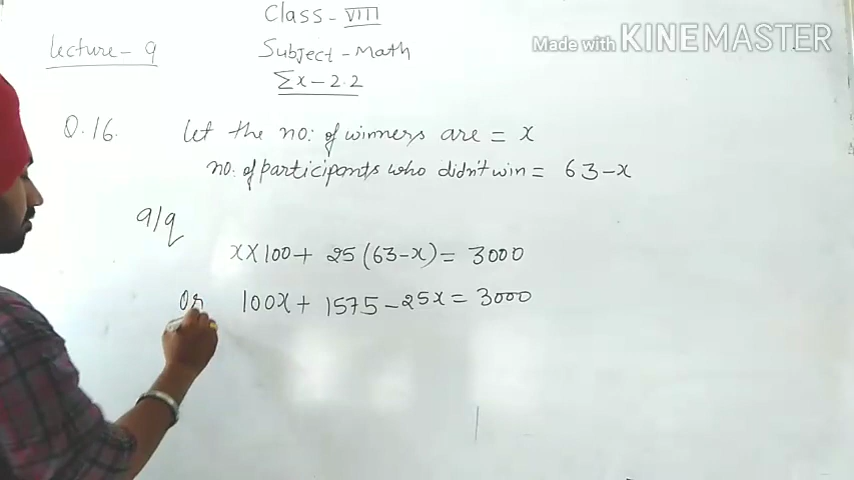 Class - VIII
Lecture - 9
Subject - Math
Made with KINEMASTER
Ex - 2.2
Q.16. Let the no: of winners are = x
no: of participants who didn't win = 63-x
a/q
x×100+ 25(63-x) = 3000
Or 100x + 1575 - 25x = 3000